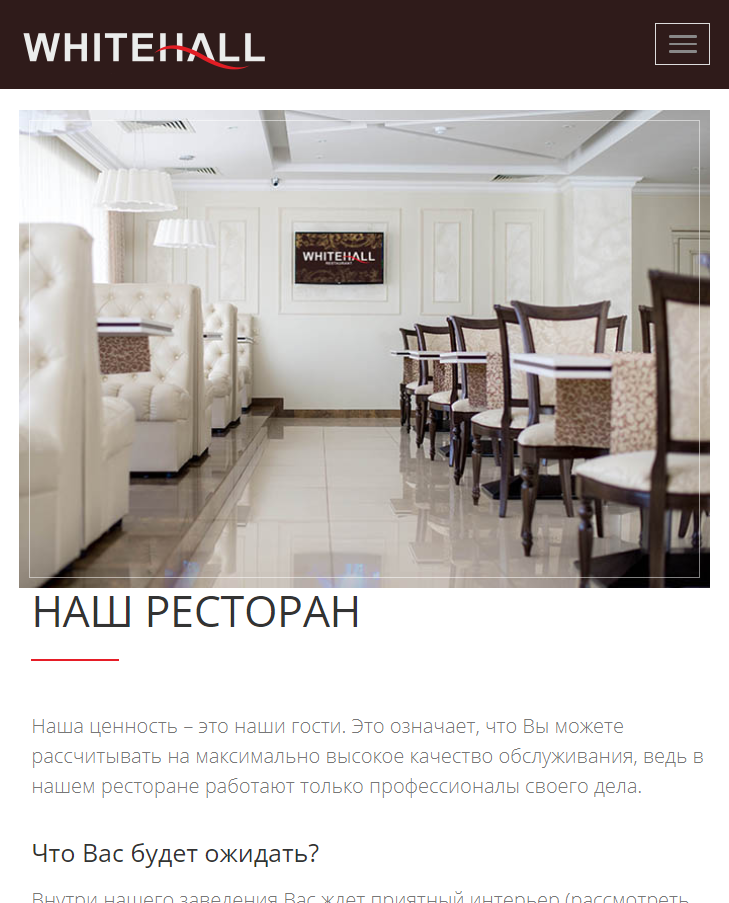 WHITEHALL
WHITEHALL
RESTAURANT
НАШ РЕСТОРАН
Наша ценность – это наши гости. Это означает, что Вы можете
рассчитывать на максимально высокое качество обслуживания, ведь в
нашем ресторане работают только профессионалы своего дела.
Что Вас будет ожидать?
Внутри нашего заведения Вас ждет приятный интерьер (рассмотреть